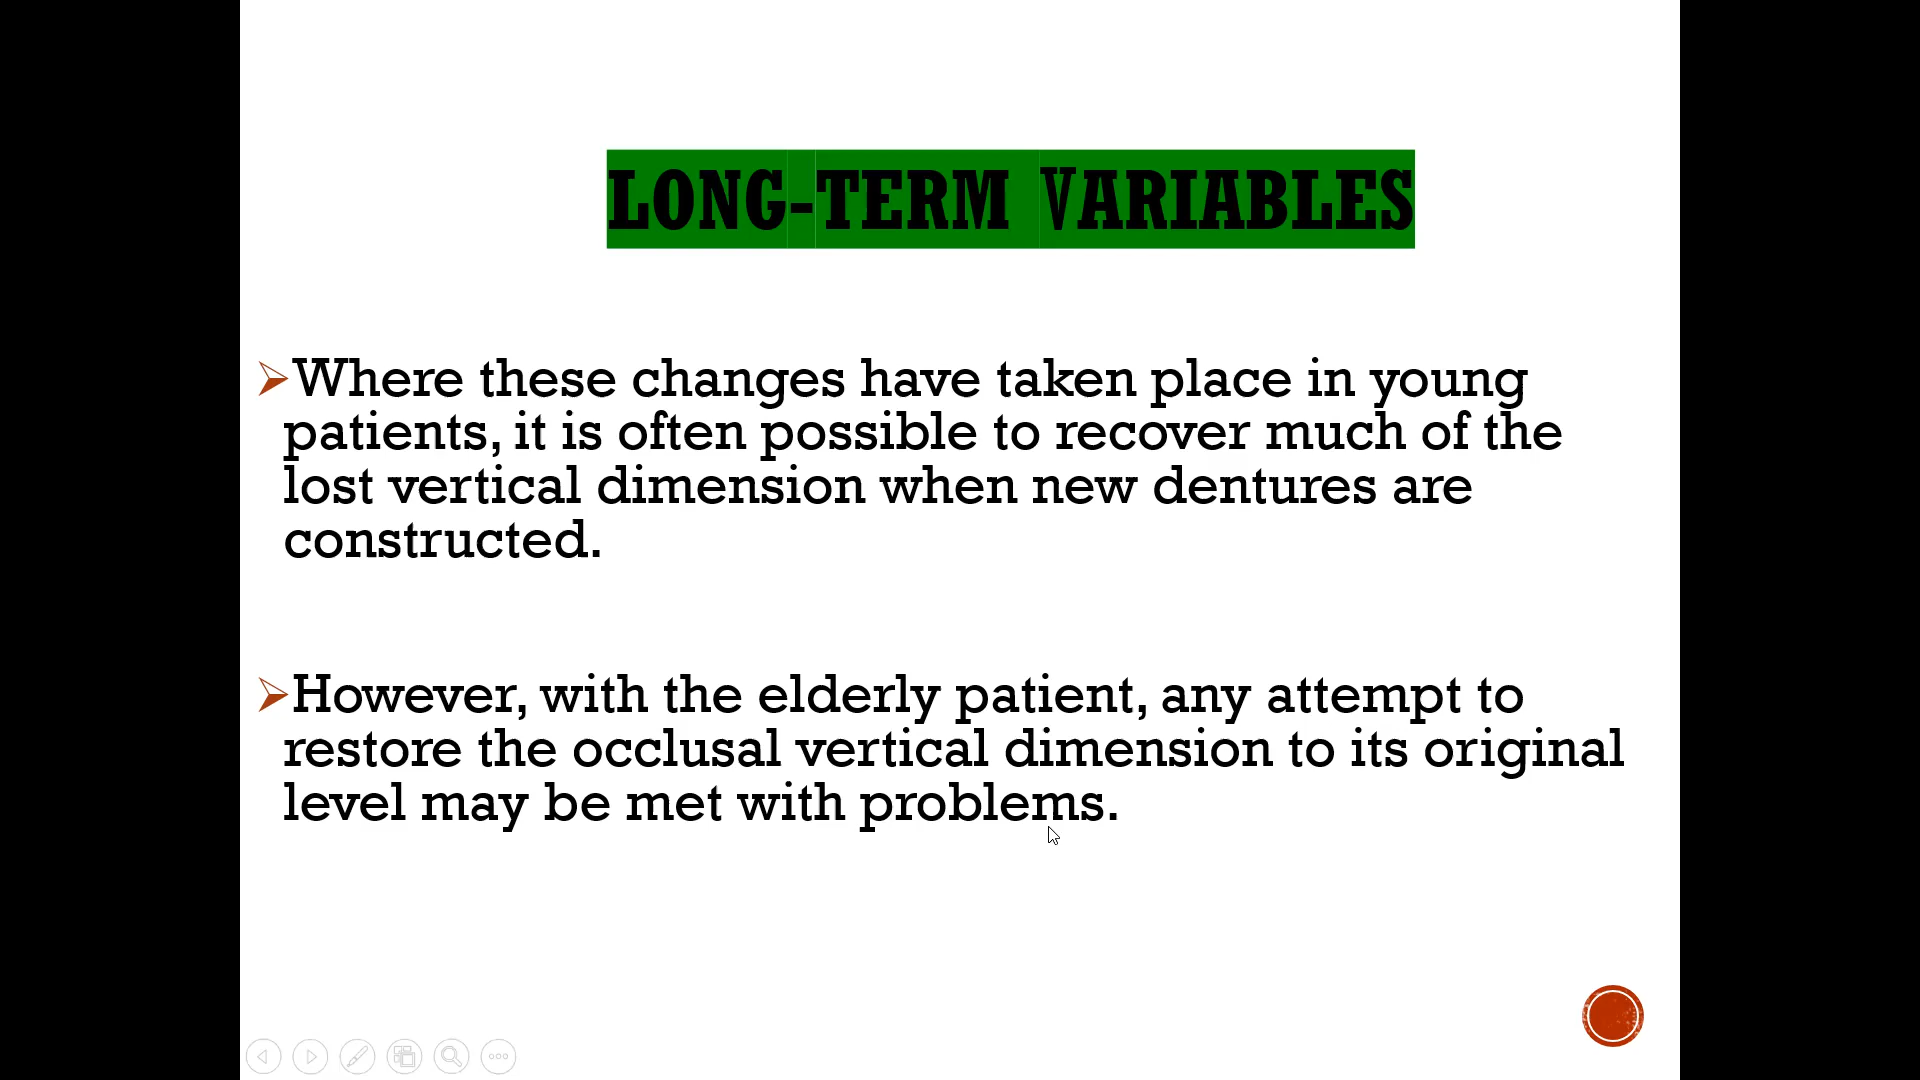 LONG-TERM VARIABLES
Where these changes have taken place in young
patients, it is often possible to recover much of the
lost vertical dimension when new dentures are
constructed.
However, with the elderly patient, any attempt to
restore the occlusal vertical dimension to its original
level may be met with problems.